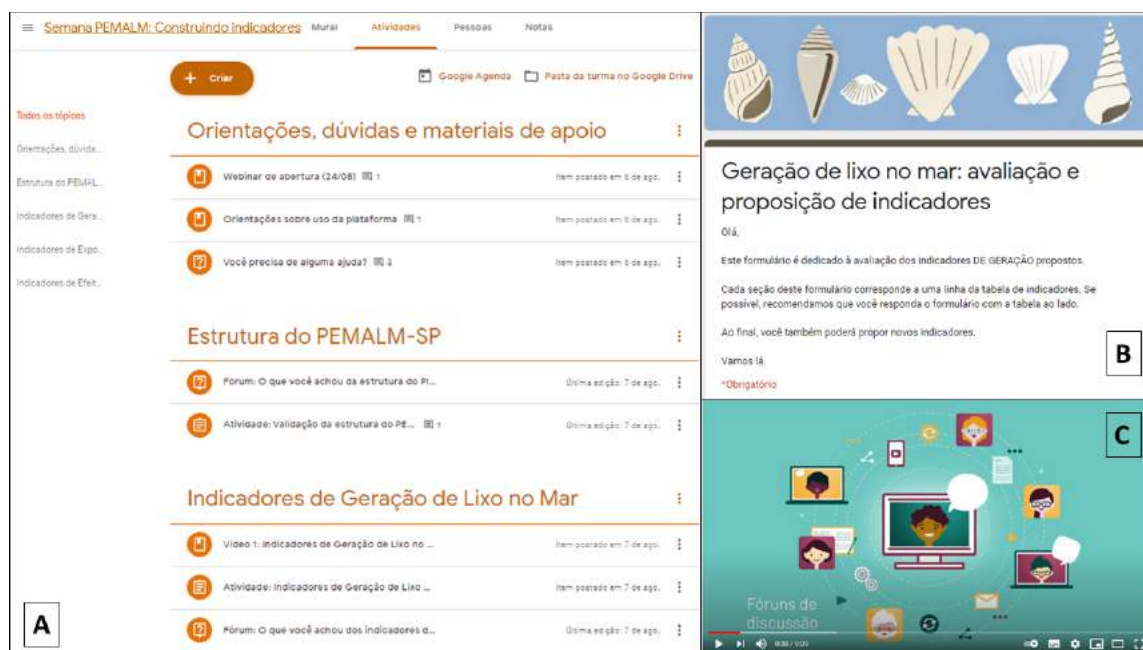 Semana PEMALM: Construindo indicadores
Mural
Atividades
Pessoas
Notas
Criar
Google Agenda
Pasta da turma no Google Drive
Todos os tópicos
Orientações, dúvida...
Estrutura do PEMAL...
Indicadores de Gera...
Indicadores de Expo...
Indicadores de Efeit...
Orientações, dúvidas e materiais de apoio
Webinar de abertura (24/08) 1
Item postado em 6 de ago.
Orientações sobre uso da plataforma 1
Item postado em 6 de ago.
Você precisa de alguma ajuda? 3
Item postado em 6 de ago.
Estrutura do PEMALM-SP
Fórum: O que você achou da estrutura do P...
Última edição: 7 de ago.
Atividade: Validação da estrutura do PE... 1
Última edição: 7 de ago.
Indicadores de Geração de Lixo no Mar
Vídeo 1: Indicadores de Geração de Lixo no ...
Item postado em 7 de ago.
Atividade: Indicadores de Geração de Lixo ...
Item postado em 7 de ago.
Fórum: O que você achou dos indicadores d...
Última edição: 7 de ago.
A
Geração de lixo no mar: avaliação e
proposição de indicadores
Olá,
Este formulário é dedicado à avaliação dos indicadores DE GERAÇÃO propostos.
Cada seção deste formulário corresponde a uma linha da tabela de indicadores. Se
possível, recomendamos que você responda o formulário com a tabela ao lado.
Ao final, você também poderá propor novos indicadores.
Vamos lá.
*Obrigatório
B
C
Fóruns de
discussão